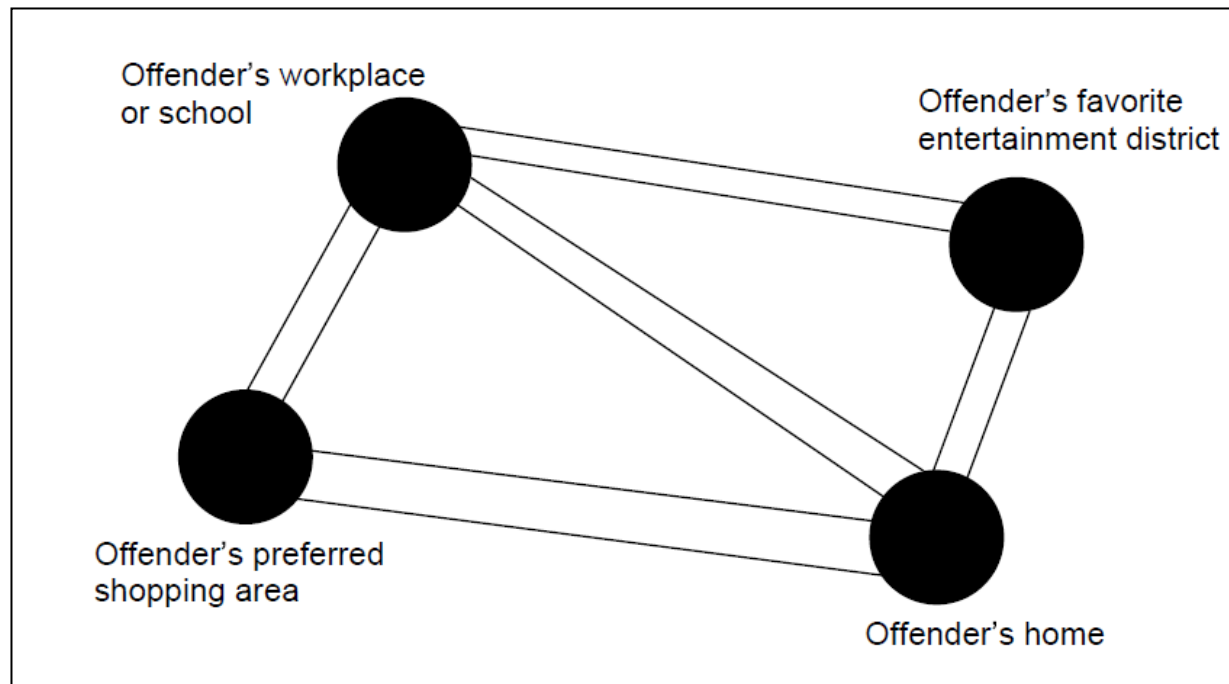 Offender's workplace
or school
Offender's favorite
entertainment district
Offender's preferred
shopping area
Offender's home